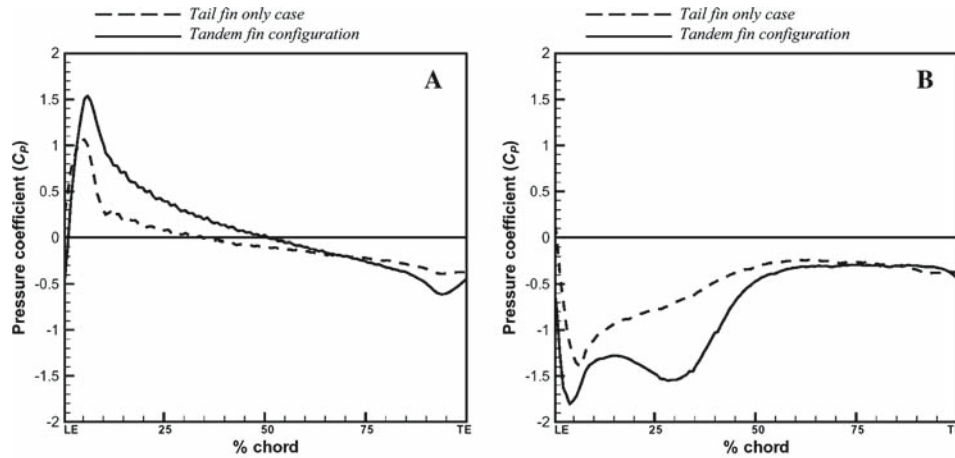 Tail fin only case
Tandem fin configuration
A
Pressure coefficient (CP)
2
1.5
1
0.5
0
-0.5
-1
-1.5
-2
LE
25
50
75
TE
% chord
Tail fin only case
Tandem fin configuration
B
Pressure coefficient (CP)
2
1.5
1
0.5
0
-0.5
-1
-1.5
-2
LE
25
50
75
T
% chord